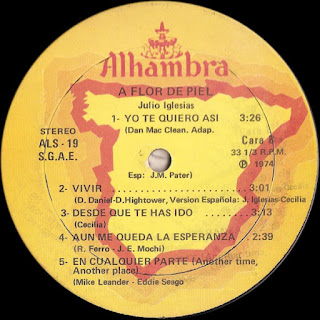 Alhambra
A FLOR DE PIEL
Julio Iglesias
1- YO TE QUIERO ASI 3:26
(Dan Mac Clean. Adap.
STEREO
ALS - 19
S.G.A.E.
Cara
33 1/3 R.P.M.
Ⓟ 1974
Esp: J.M. Pater)
2- VIVIR 3:01
(D. Daniel-D.Hightower, Version Española: J. Iglesias-Cecilia)
3- DESDE QUE TE HAS IDO 3:13
(Cecilia)
4- AUN ME QUEDA LA ESPERANZA 2:39
(R. Ferro - J. E. Mochi)
5- EN CUALQUIER PARTE (Another time,
Another place)
(Mike Leander - Eddie Seago)